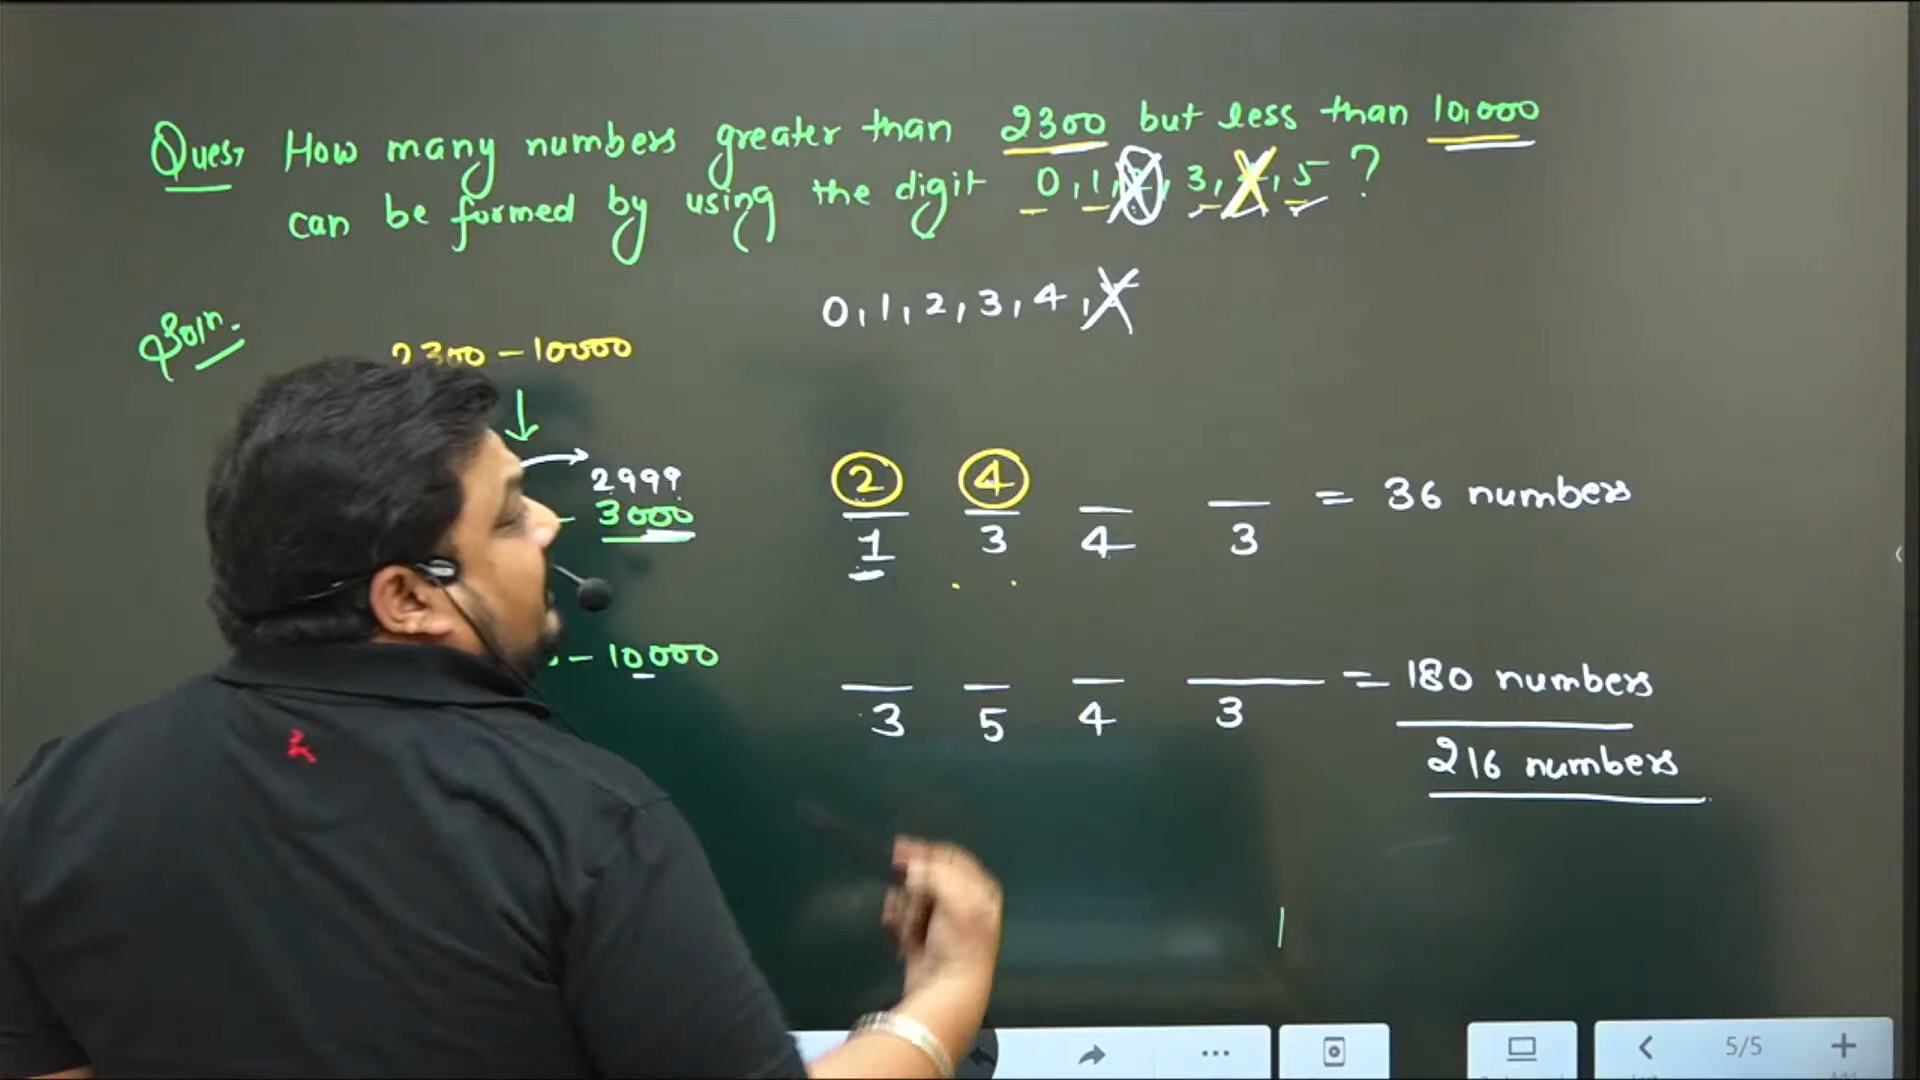 Ques, How many numbers greater than 2300 but less than 10,000
can be formed by using the digit 0, 1, , 3, , 5 ?
0, 1, 2, 3, 4,
Soln.
2300 - 10000
2999
3000
2 4 = 36 numbers
1 3 4 3
- 10000
= 180 numbers
3 5 4 3
216 numbers
5/5